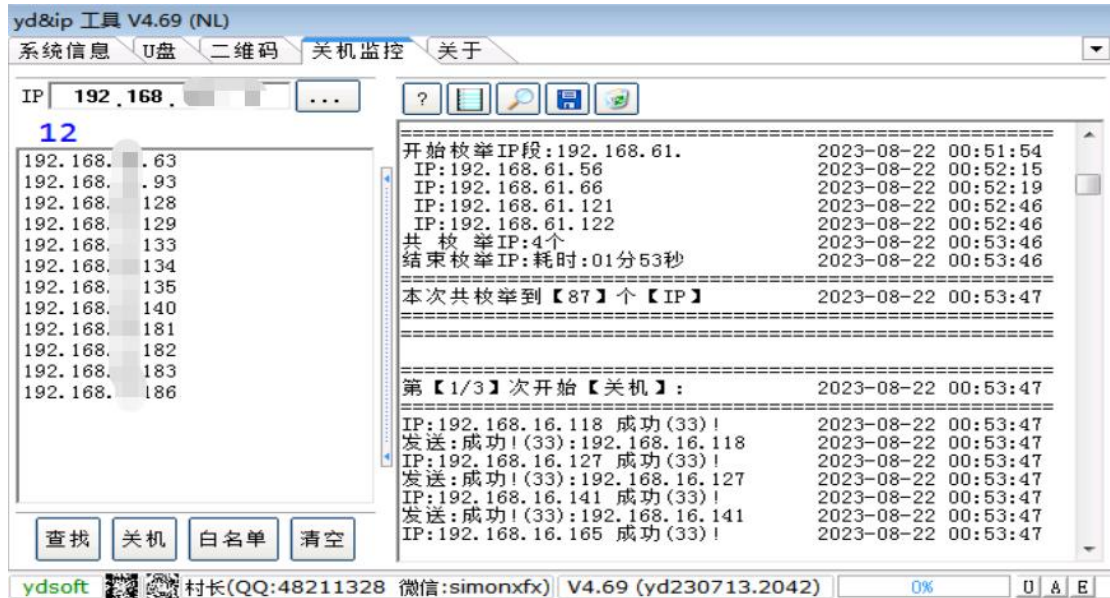 yd&ip 工具 V4.69 (NL)
系统信息 U盘 二维码 关机监控 关于
IP 192.168.
...
?
12
192.168. .63
192.168. .93
192.168. 128
192.168. 129
192.168. 133
192.168. 134
192.168. 135
192.168. 140
192.168. 181
192.168. 182
192.168. 183
192.168. 186
查找 关机 白名单 清空
==================================================
开始枚举IP段:192.168.61. 2023-08-22 00:51:54
IP:192.168.61.56 2023-08-22 00:52:15
IP:192.168.61.66 2023-08-22 00:52:19
IP:192.168.61.121 2023-08-22 00:52:46
IP:192.168.61.122 2023-08-22 00:52:46
共 枚 举IP:4个 2023-08-22 00:53:46
结束枚举IP:耗时:01分53秒 2023-08-22 00:53:46
==================================================
本次共枚举到【87】个【IP】 2023-08-22 00:53:47
==================================================
==================================================
==================================================
第【1/3】次开始【关机】: 2023-08-22 00:53:47
==================================================
IP:192.168.16.118 成功(33)! 2023-08-22 00:53:47
发送:成功!(33):192.168.16.118 2023-08-22 00:53:47
IP:192.168.16.127 成功(33)! 2023-08-22 00:53:47
发送:成功!(33):192.168.16.127 2023-08-22 00:53:47
IP:192.168.16.141 成功(33)! 2023-08-22 00:53:47
发送:成功!(33):192.168.16.141 2023-08-22 00:53:47
IP:192.168.16.165 成功(33)! 2023-08-22 00:53:47
ydsoft 村长(QQ:48211328 微信:simonxfx) V4.69 (yd230713.2042) 0% U A E